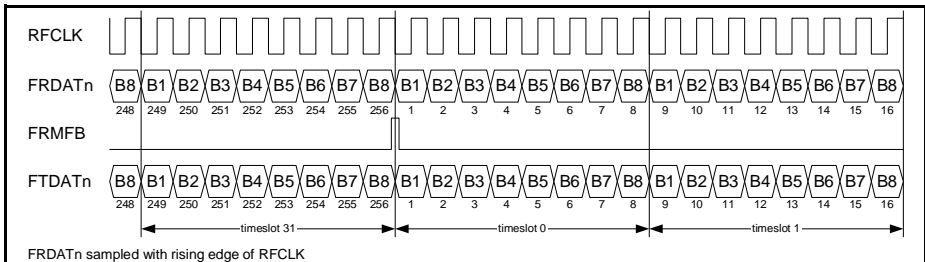 RFCLK
FRDATn B8 B1 B2 B3 B4 B5 B6 B7 B8 B1 B2 B3 B4 B5 B6 B7 B8 B1 B2 B3 B4 B5 B6 B7 B8
248 249 250 251 252 253 254 255 256 1 2 3 4 5 6 7 8 9 10 11 12 13 14 15 16
FRMFB
FTDATn B8 B1 B2 B3 B4 B5 B6 B7 B8 B1 B2 B3 B4 B5 B6 B7 B8 B1 B2 B3 B4 B5 B6 B7 B8
248 249 250 251 252 253 254 255 256 1 2 3 4 5 6 7 8 9 10 11 12 13 14 15 16
timeslot 31 timeslot 0 timeslot 1
FRDATn sampled with rising edge of RFCLK